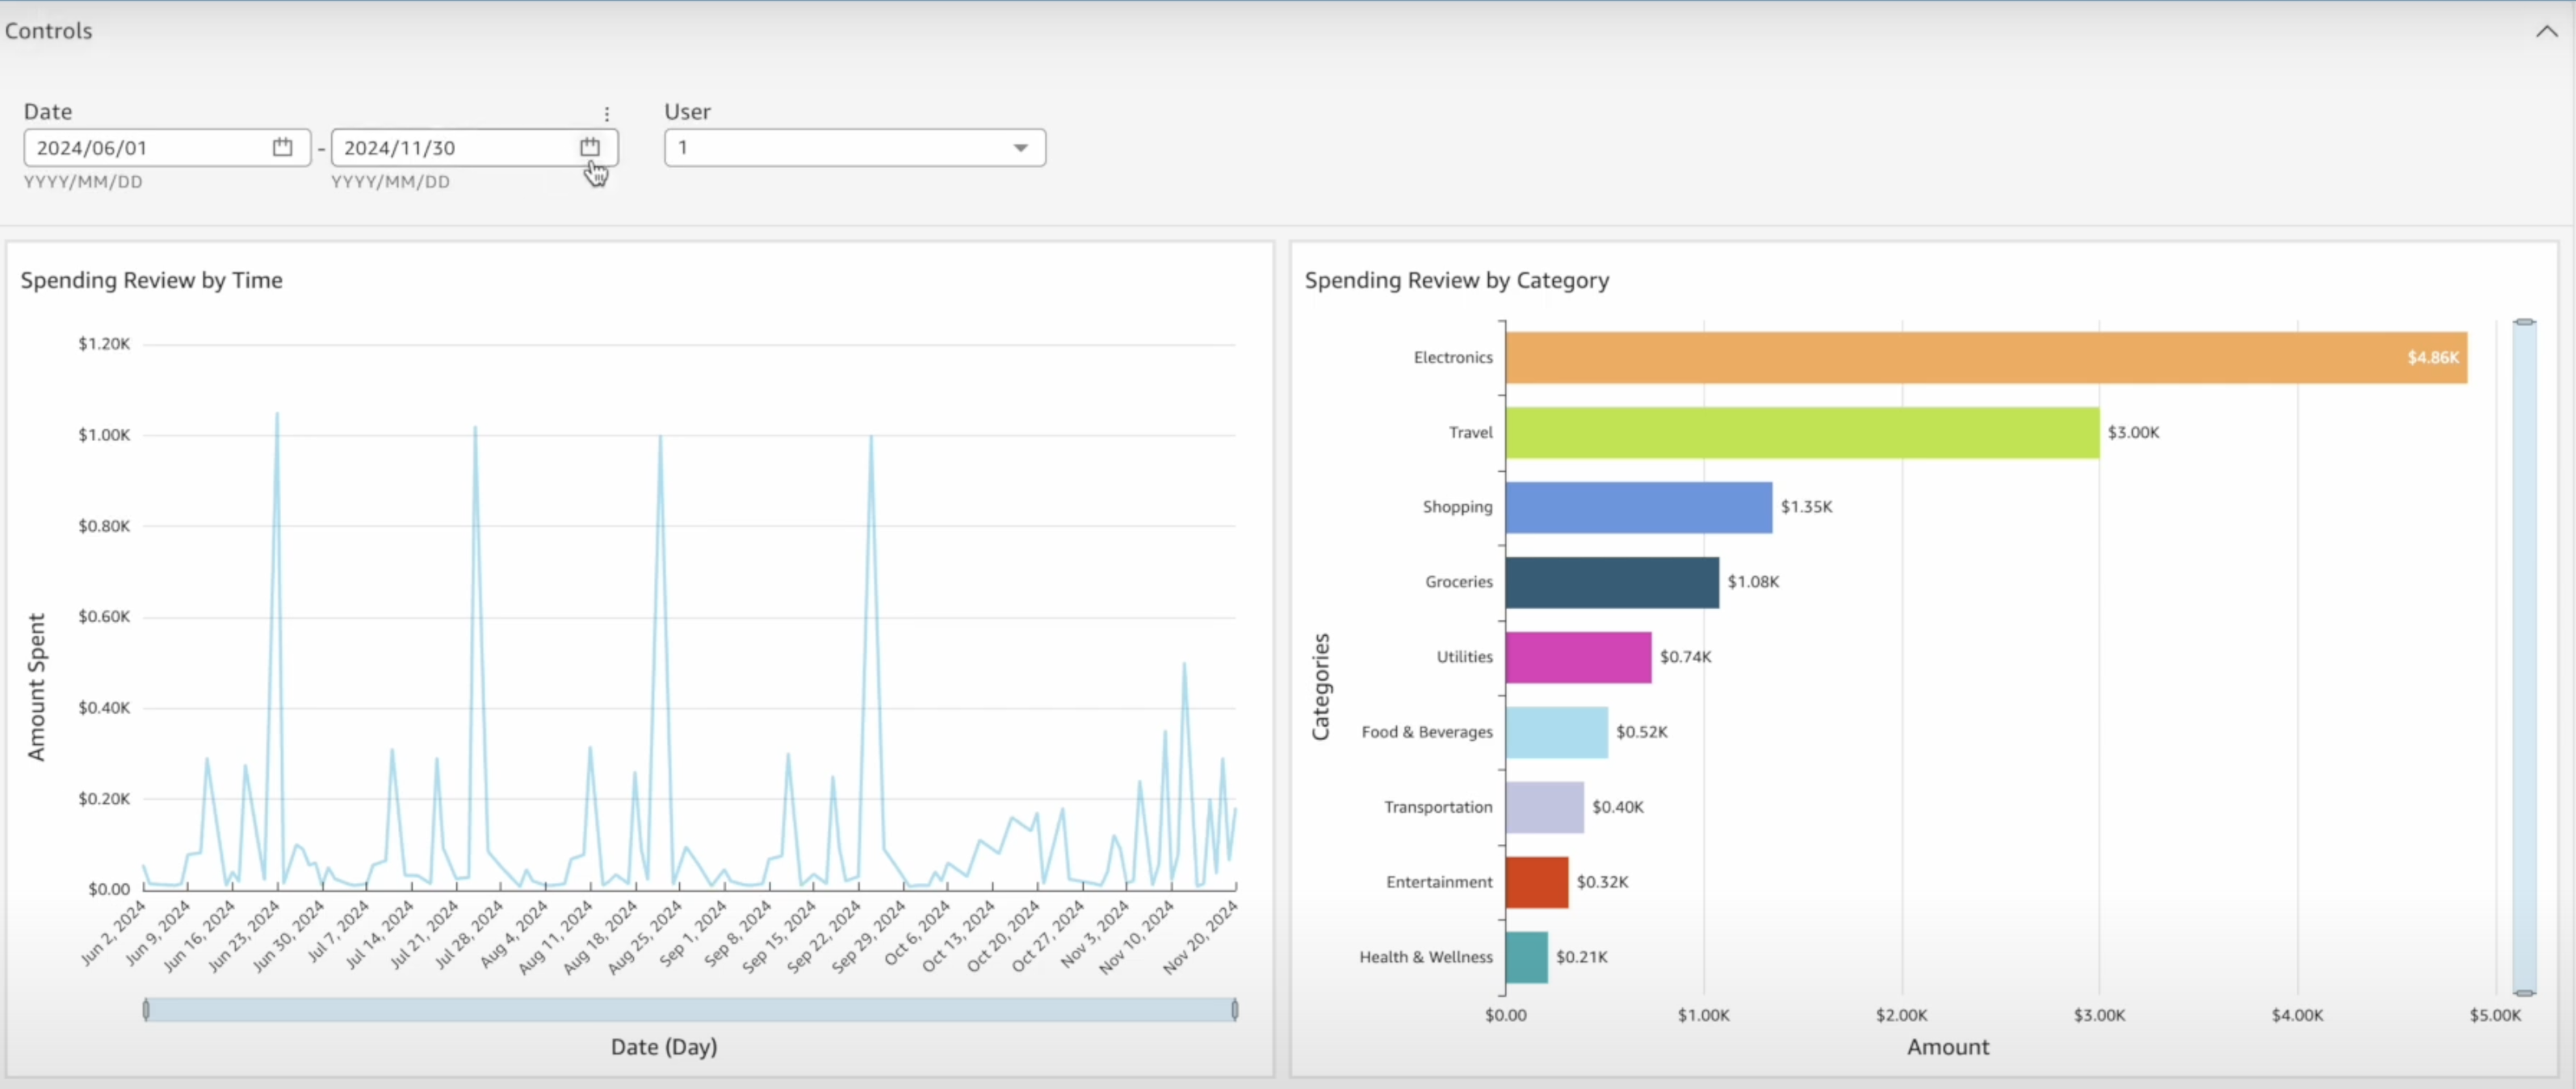 Controls
Date
User
2024/06/01
-
2024/11/30
1
YYYY/MM/DD
YYYY/MM/DD
Spending Review by Time
$1.20K
$1.00K
$0.80K
$0.60K
$0.40K
$0.20K
$0.00
Amount Spent
Jun 2, 2024
Jun 9, 2024
Jun 16, 2024
Jun 23, 2024
Jun 30, 2024
Jul 7, 2024
Jul 14, 2024
Jul 21, 2024
Jul 28, 2024
Aug 4, 2024
Aug 11, 2024
Aug 18, 2024
Aug 25, 2024
Sep 1, 2024
Sep 8, 2024
Sep 15, 2024
Sep 22, 2024
Sep 29, 2024
Oct 6, 2024
Oct 13, 2024
Oct 20, 2024
Oct 27, 2024
Nov 3, 2024
Nov 10, 2024
Nov 20, 2024
Date (Day)
Spending Review by Category
Categories
Electronics $4.86K
Travel $3.00K
Shopping $1.35K
Groceries $1.08K
Utilities $0.74K
Food & Beverages $0.52K
Transportation $0.40K
Entertainment $0.32K
Health & Wellness $0.21K
$0.00 $1.00K $2.00K $3.00K $4.00K $5.00K
Amount